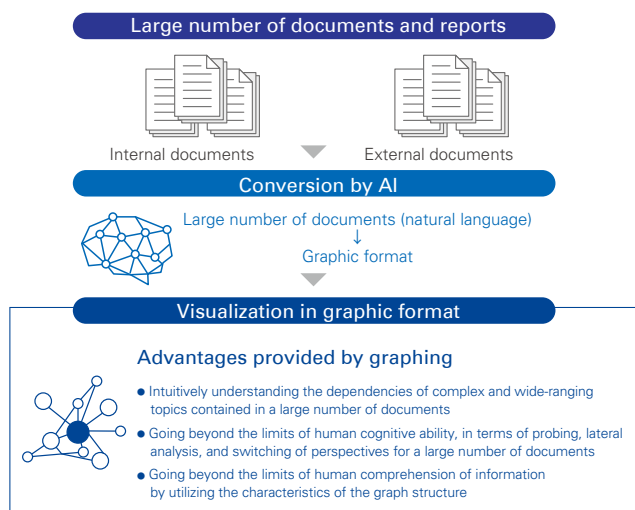 Large number of documents and reports
Internal documents
External documents
Conversion by AI
Large number of documents (natural language)
↓
Graphic format
Visualization in graphic format
Advantages provided by graphing
● Intuitively understanding the dependencies of complex and wide-ranging
topics contained in a large number of documents
● Going beyond the limits of human cognitive ability, in terms of probing, lateral
analysis, and switching of perspectives for a large number of documents
● Going beyond the limits of human comprehension of information
by utilizing the characteristics of the graph structure